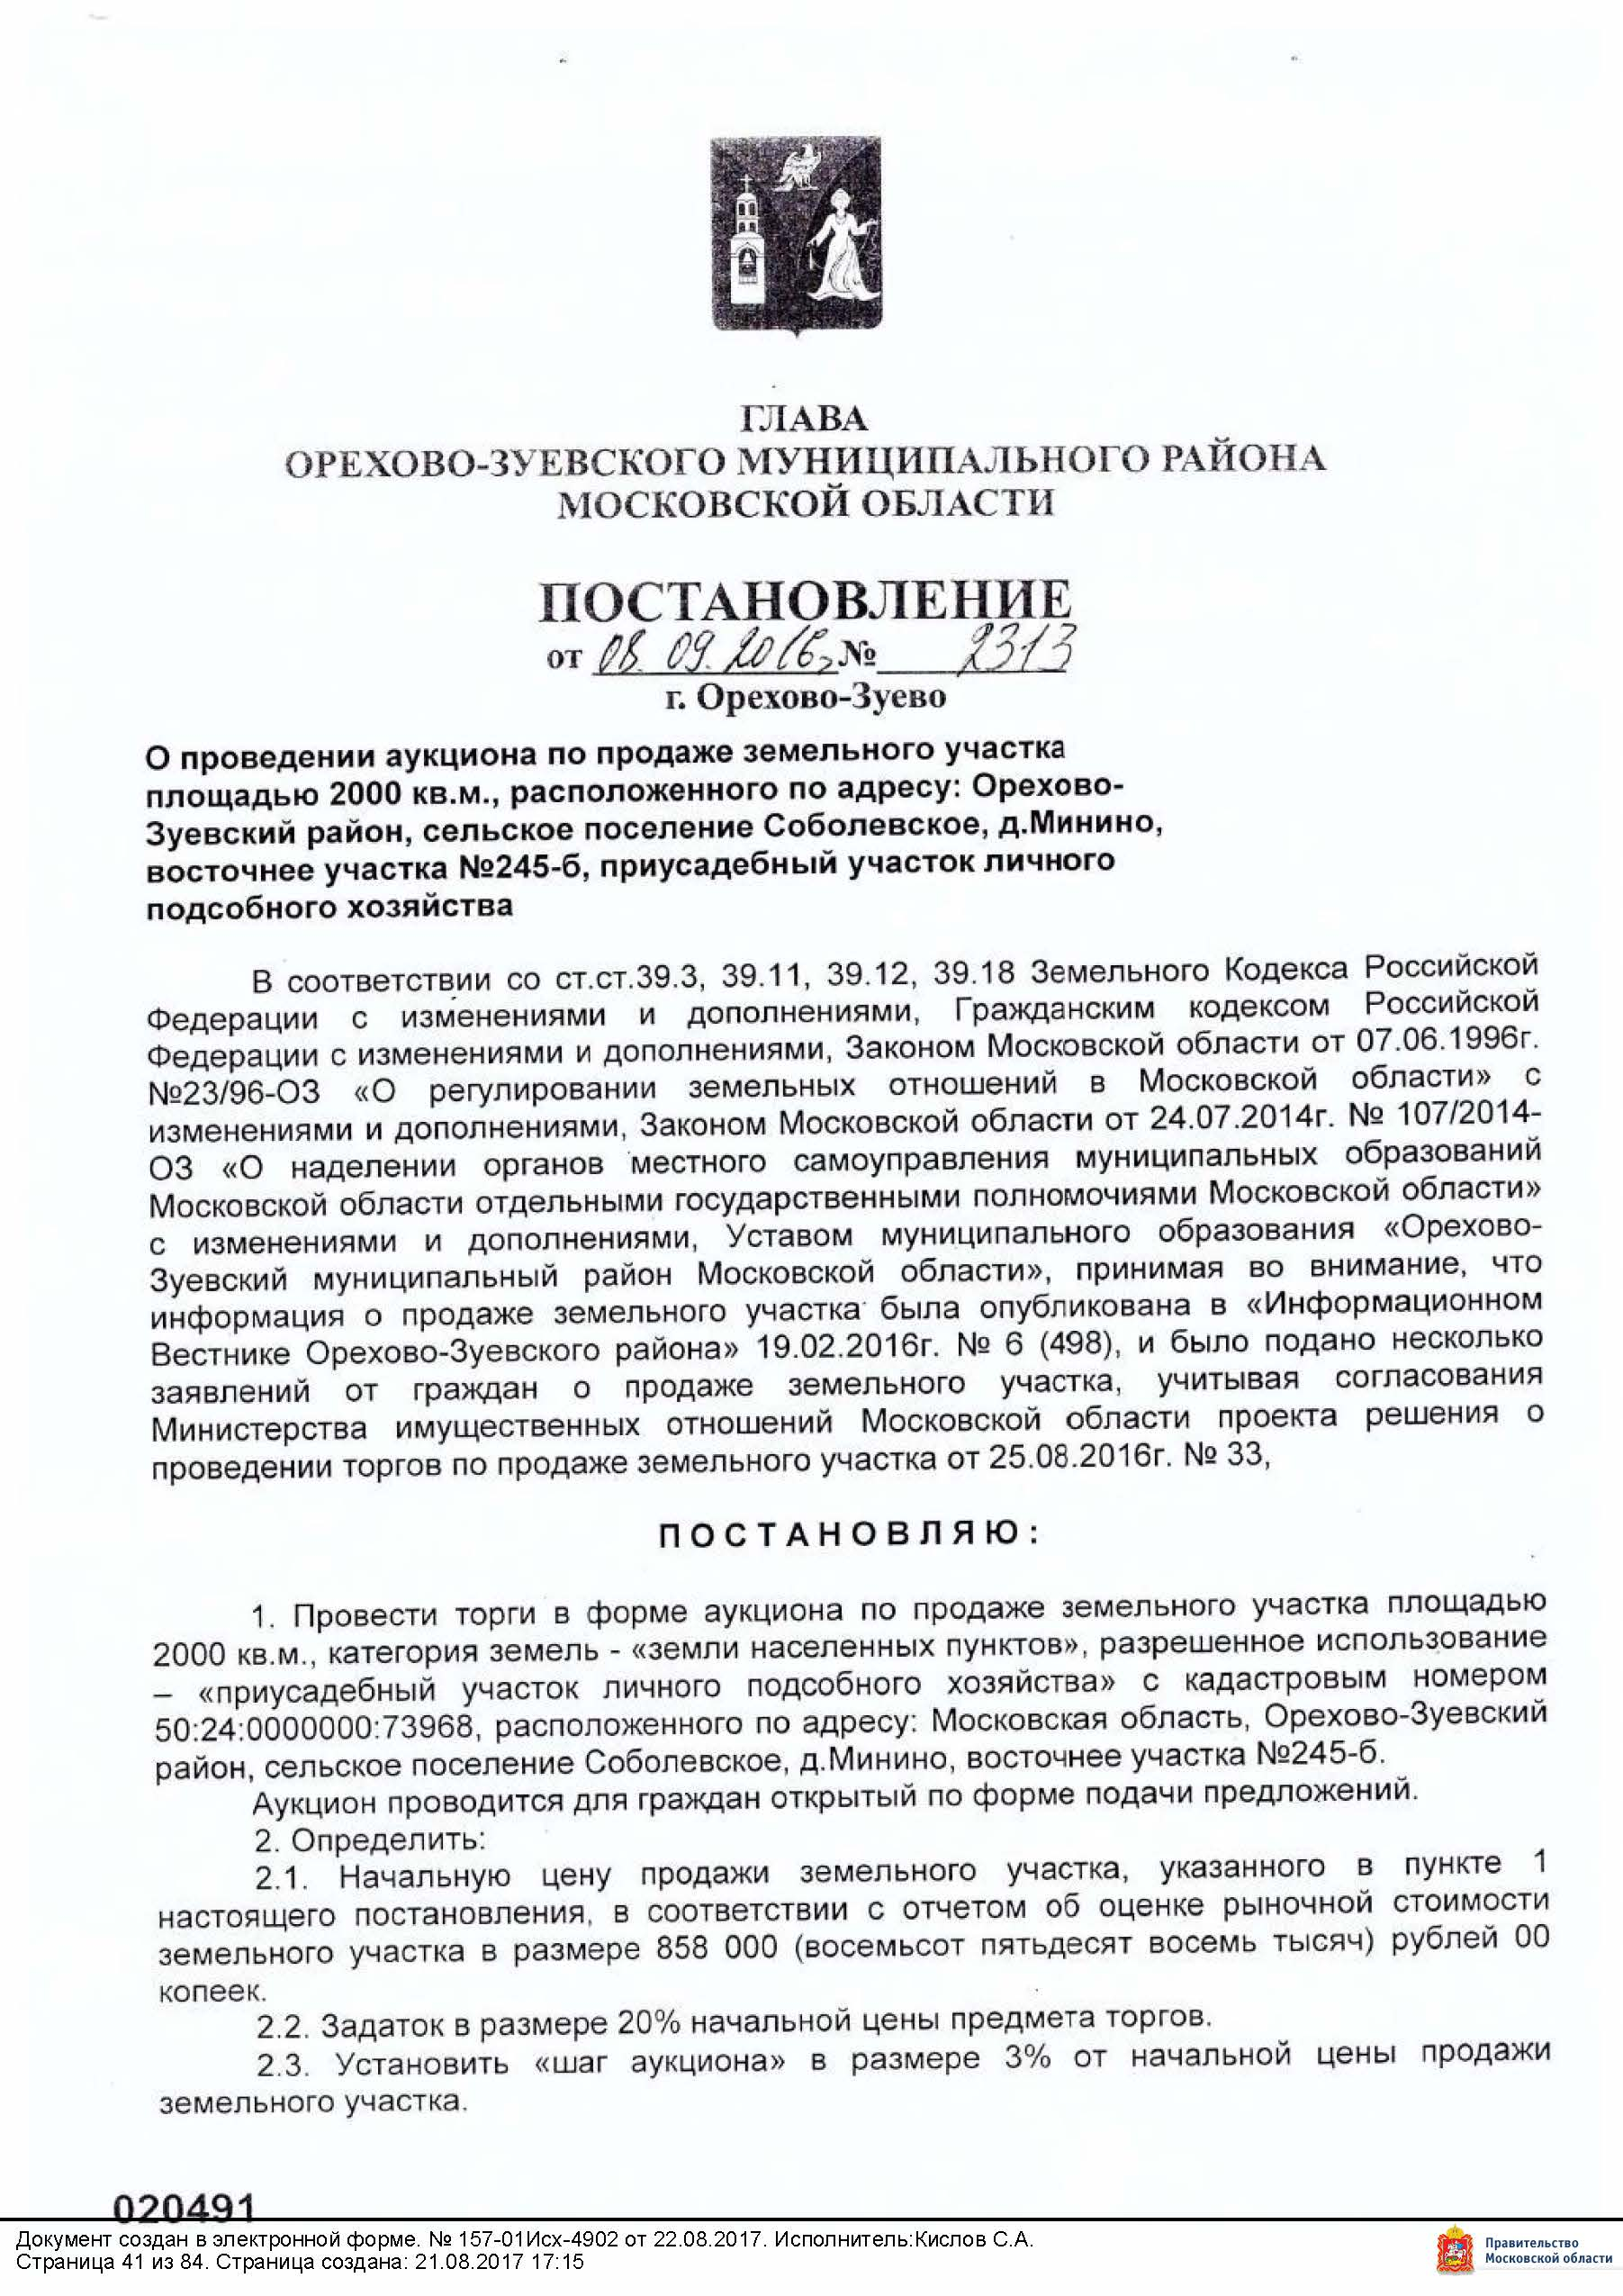 ГЛАВА
ОРЕХОВО-ЗУЕВСКОГО МУНИЦИПАЛЬНОГО РАЙОНА
МОСКОВСКОЙ ОБЛАСТИ
ПОСТАНОВЛЕНИЕ
от 08.09.2016г № 2313
г. Орехово-Зуево
О проведении аукциона по продаже земельного участка
площадью 2000 кв.м., расположенного по адресу: Орехово-
Зуевский район, сельское поселение Соболевское, д.Минино,
восточнее участка №245-б, приусадебный участок личного
подсобного хозяйства
В соответствии со ст.ст.39.3, 39.11, 39.12, 39.18 Земельного Кодекса Российской
Федерации с изменениями и дополнениями, Гражданским кодексом Российской
Федерации с изменениями и дополнениями, Законом Московской области от 07.06.1996г.
№23/96-ОЗ «О регулировании земельных отношений в Московской области» с
изменениями и дополнениями, Законом Московской области от 24.07.2014г. № 107/2014-
ОЗ «О наделении органов местного самоуправления муниципальных образований
Московской области отдельными государственными полномочиями Московской области»
с изменениями и дополнениями, Уставом муниципального образования «Орехово-
Зуевский муниципальный район Московской области», принимая во внимание, что
информация о продаже земельного участка была опубликована в «Информационном
Вестнике Орехово-Зуевского района» 19.02.2016г. № 6 (498), и было подано несколько
заявлений от граждан о продаже земельного участка, учитывая согласования
Министерства имущественных отношений Московской области проекта решения о
проведении торгов по продаже земельного участка от 25.08.2016г. № 33,
П О С Т А Н О В Л Я Ю :
1. Провести торги в форме аукциона по продаже земельного участка площадью
2000 кв.м., категория земель - «земли населенных пунктов», разрешенное использование
– «приусадебный участок личного подсобного хозяйства» с кадастровым номером
50:24:0000000:73968, расположенного по адресу: Московская область, Орехово-Зуевский
район, сельское поселение Соболевское, д.Минино, восточнее участка №245-б.
Аукцион проводится для граждан открытый по форме подачи предложений.
2. Определить:
2.1. Начальную цену продажи земельного участка, указанного в пункте 1
настоящего постановления, в соответствии с отчетом об оценке рыночной стоимости
земельного участка в размере 858 000 (восемьсот пятьдесят восемь тысяч) рублей 00
копеек.
2.2. Задаток в размере 20% начальной цены предмета торгов.
2.3. Установить «шаг аукциона» в размере 3% от начальной цены продажи
земельного участка.
020491
Документ создан в электронной форме. № 157-01Исх-4902 от 22.08.2017. Исполнитель:Кислов С.А.
Страница 41 из 84. Страница создана: 21.08.2017 17:15
Правительство
Московской области